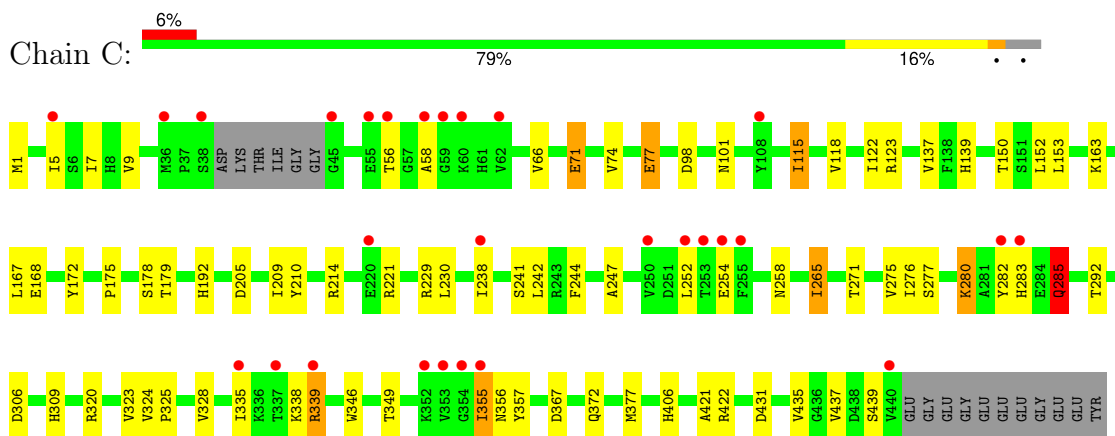 6%
Chain C:
79% 16% • •
M1 I5 S6 I7 H8 V9 M36 P37 S38 ASP LYS THR ILE GLY GLY G45 E55 T56 G57 A58 G59 K60 H61 V62 V66 E71 V74 E77 D98 N101 Y108 I115 V118 I122 R123 V137 F138 H139 T150 S151 L152 L153 K163
L167 E168 Y172 P175 S178 T179 H192 D205 I209 Y210 R214 E220 R221 R229 L230 I238 S241 L242 R243 F244 A247 V250 D251 L252 T253 E254 F255 N258 I265 T271 V275 I276 S277 K280 A281 Y282 H283 E284 Q285 T292
D306 H309 R320 V323 V324 P325 V328 I335 K336 T337 K338 R339 W346 T349 K352 V353 G354 I355 N356 Y357 D367 Q372 M377 H406 A421 R422 D431 V435 G436 V437 D438 S439 V440 GLU GLY GLU GLY GLU GLU GLU GLY GLU GLU TYR